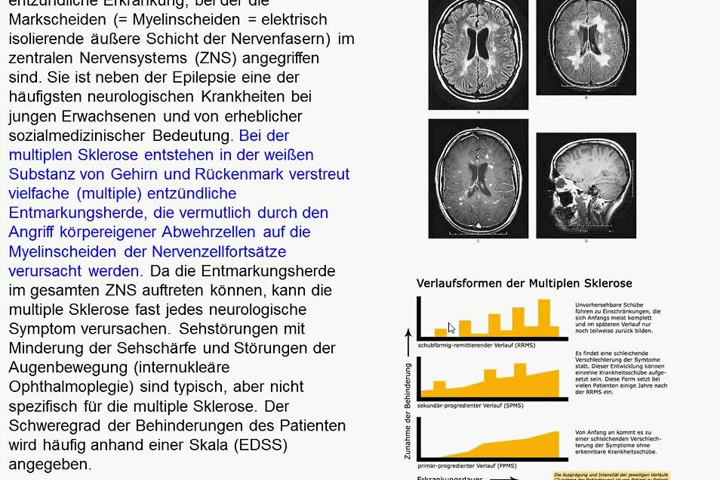 entzündliche Erkrankung, bei der die
Markscheiden (= Myelinscheiden = elektrisch
isolierende äußere Schicht der Nervenfasern) im
zentralen Nervensystems (ZNS) angegriffen
sind. Sie ist neben der Epilepsie eine der
häufigsten neurologischen Krankheiten bei
jungen Erwachsenen und von erheblicher
sozialmedizinischer Bedeutung. Bei der
multiplen Sklerose entstehen in der weißen
Substanz von Gehirn und Rückenmark verstreut
vielfache (multiple) entzündliche
Entmarkungsherde, die vermutlich durch den
Angriff körpereigener Abwehrzellen auf die
Myelinscheiden der Nervenzellfortsätze
verursacht werden. Da die Entmarkungsherde
im gesamten ZNS auftreten können, kann die
multiple Sklerose fast jedes neurologische
Symptom verursachen. Sehstörungen mit
Minderung der Sehschärfe und Störungen der
Augenbewegung (internukleäre
Ophthalmoplegie) sind typisch, aber nicht
spezifisch für die multiple Sklerose. Der
Schweregrad der Behinderungen des Patienten
wird häufig anhand einer Skala (EDSS)
angegeben.
Verlaufsformen der Multiplen Sklerose
Zunahme der Behinderung
Unvorhersehbare Schübe
führen zu Einschränkungen, die
sich Anfangs meist komplett
und im späteren Verlauf nur
noch teilweise zurück bilden.
schubförmig-remittierender Verlauf (RRMS)
Es findet eine schleichende
Verschlechterung der Symtome
statt. Dieser Entwicklung können
einzelne Krankheitsschübe aufge-
setzt sein. Diese Form setzt bei
vielen Patienten einige Jahre nach
der RRMS ein.
sekundär-progredienter Verlauf (SPMS)
Von Anfang an kommt es zu
einer schleichenden Verschlech-
terung der Symptome ohne
erkennbare Krankheitsschübe.
primär-progredienter Verlauf (PPMS)
Erkrankungsdauer
Die Ausprägung und Intensität der jeweiligen Verläufe